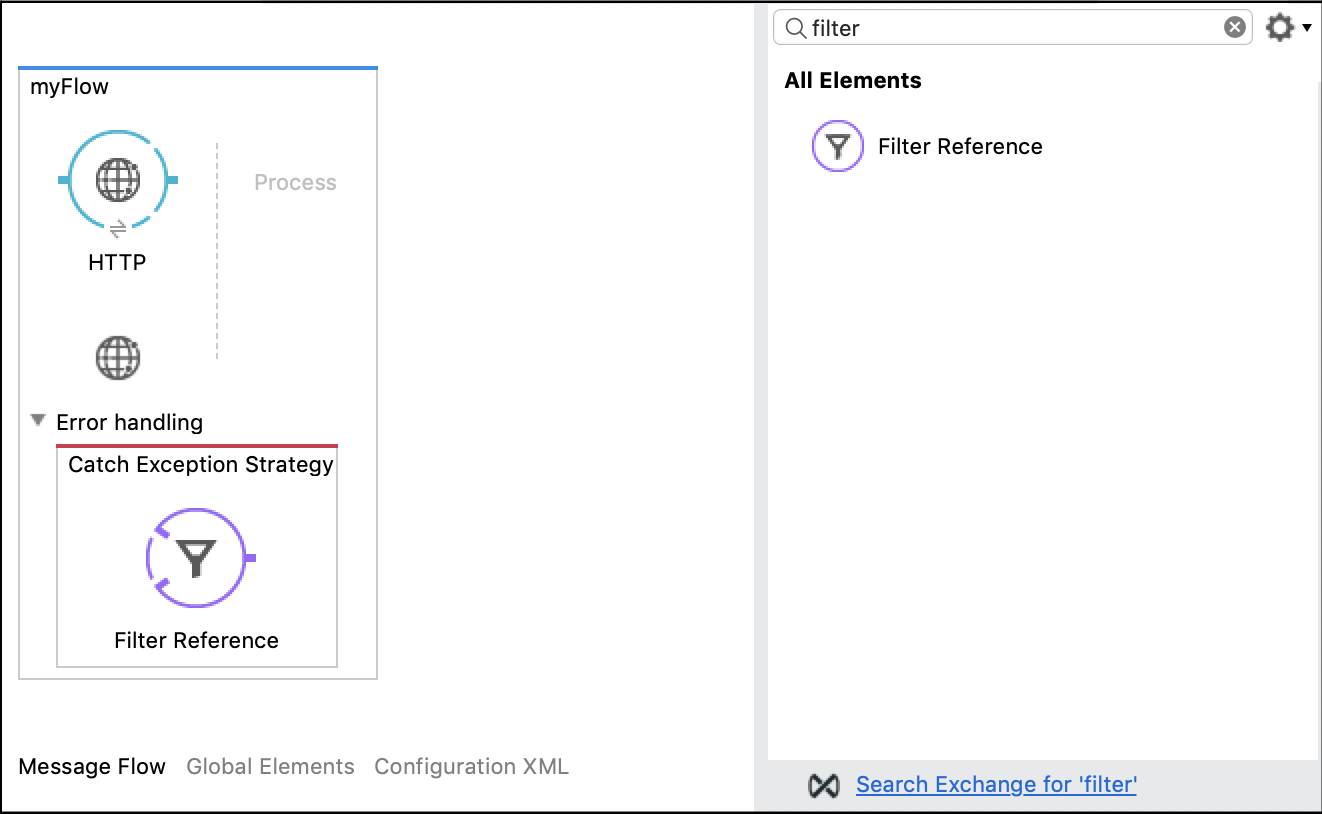 myFlow
Process
HTTP
Error handling
Catch Exception Strategy
Filter Reference
Message Flow Global Elements Configuration XML
filter
All Elements
Filter Reference
Search Exchange for 'filter'